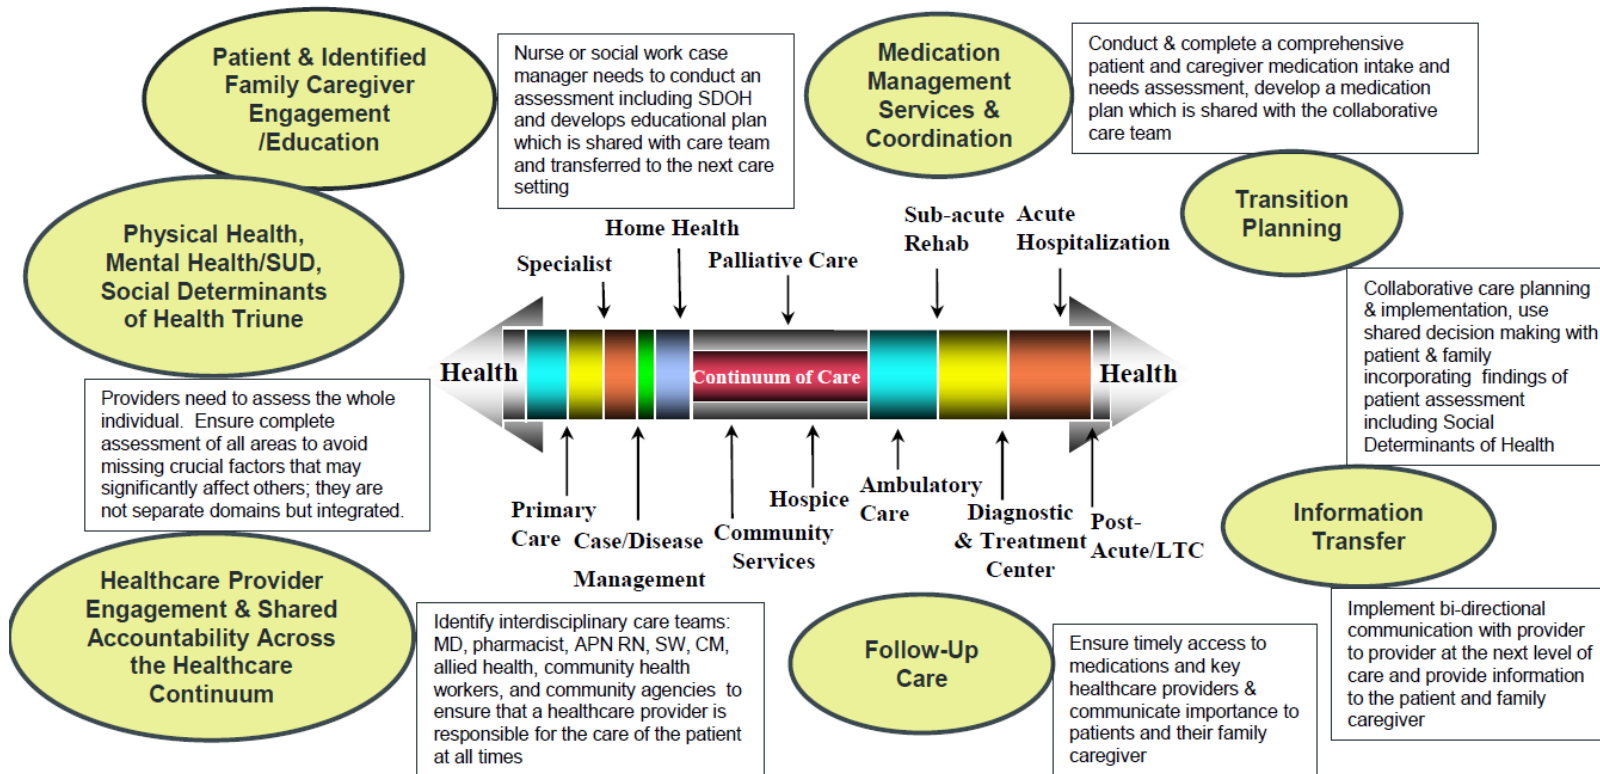 Patient & Identified
Family Caregiver
Engagement
/Education
Nurse or social work case
manager needs to conduct an
assessment including SDOH
and develops educational plan
which is shared with care team
and transferred to the next care
setting
Medication
Management
Services &
Coordination
Conduct & complete a comprehensive
patient and caregiver medication intake and
needs assessment, develop a medication
plan which is shared with the collaborative
care team
Transition
Planning
Collaborative care planning
& implementation, use
shared decision making with
patient & family
incorporating findings of
patient assessment
including Social
Determinants of Health
Physical Health,
Mental Health/SUD,
Social Determinants
of Health Triune
Providers need to assess the whole
individual. Ensure complete
assessment of all areas to avoid
missing crucial factors that may
significantly affect others; they are
not separate domains but integrated.
Specialist
Home Health
Palliative Care
Sub-acute
Rehab
Acute
Hospitalization
Health
Continuum of Care
Health
Primary
Care
Case/Disease
Management
Community
Services
Hospice
Ambulatory
Care
Diagnostic
& Treatment
Center
Post-
Acute/LTC
Information
Transfer
Implement bi-directional
communication with provider
to provider at the next level of
care and provide information
to the patient and family
caregiver
Healthcare Provider
Engagement & Shared
Accountability Across
the Healthcare
Continuum
Identify interdisciplinary care teams:
MD, pharmacist, APN RN, SW, CM,
allied health, community health
workers, and community agencies to
ensure that a healthcare provider is
responsible for the care of the patient
at all times
Follow-Up
Care
Ensure timely access to
medications and key
healthcare providers &
communicate importance to
patients and their family
caregiver